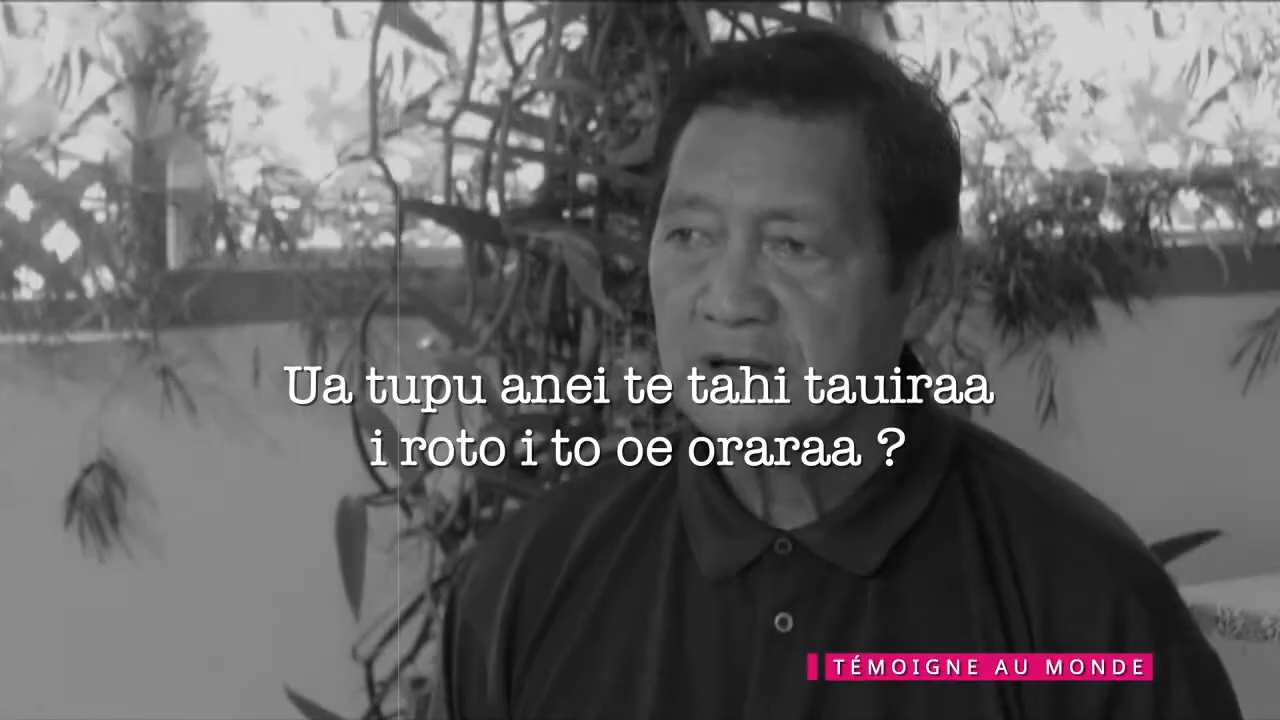 Ua tupu anei te tahi tauiraa
i roto i to oe oraraa ?
TÉMOIGNE AU MONDE